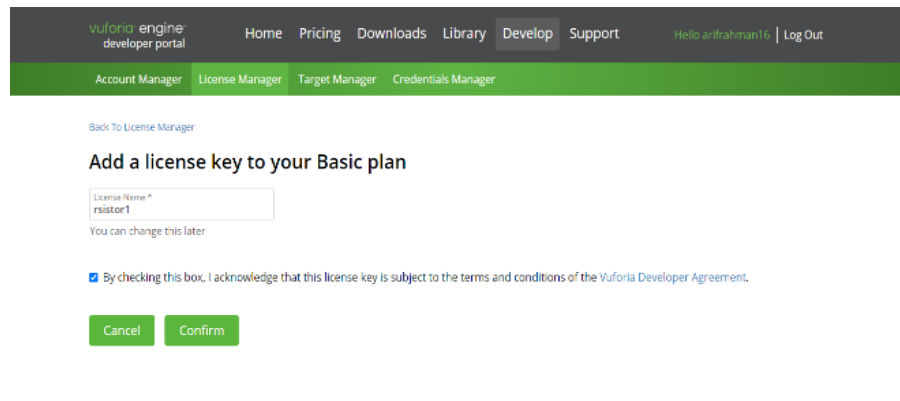 vuforia engine Home Pricing Downloads Library Develop Support Hello arifrahman16 | Log Out
developer portal
Account Manager License Manager Target Manager Credentials Manager
Back To License Manager
Add a license key to your Basic plan
License Name *
rsistor1
You can change this later
By checking this box, I acknowledge that this license key is subject to the terms and conditions of the Vuforia Developer Agreement.
Cancel Confirm